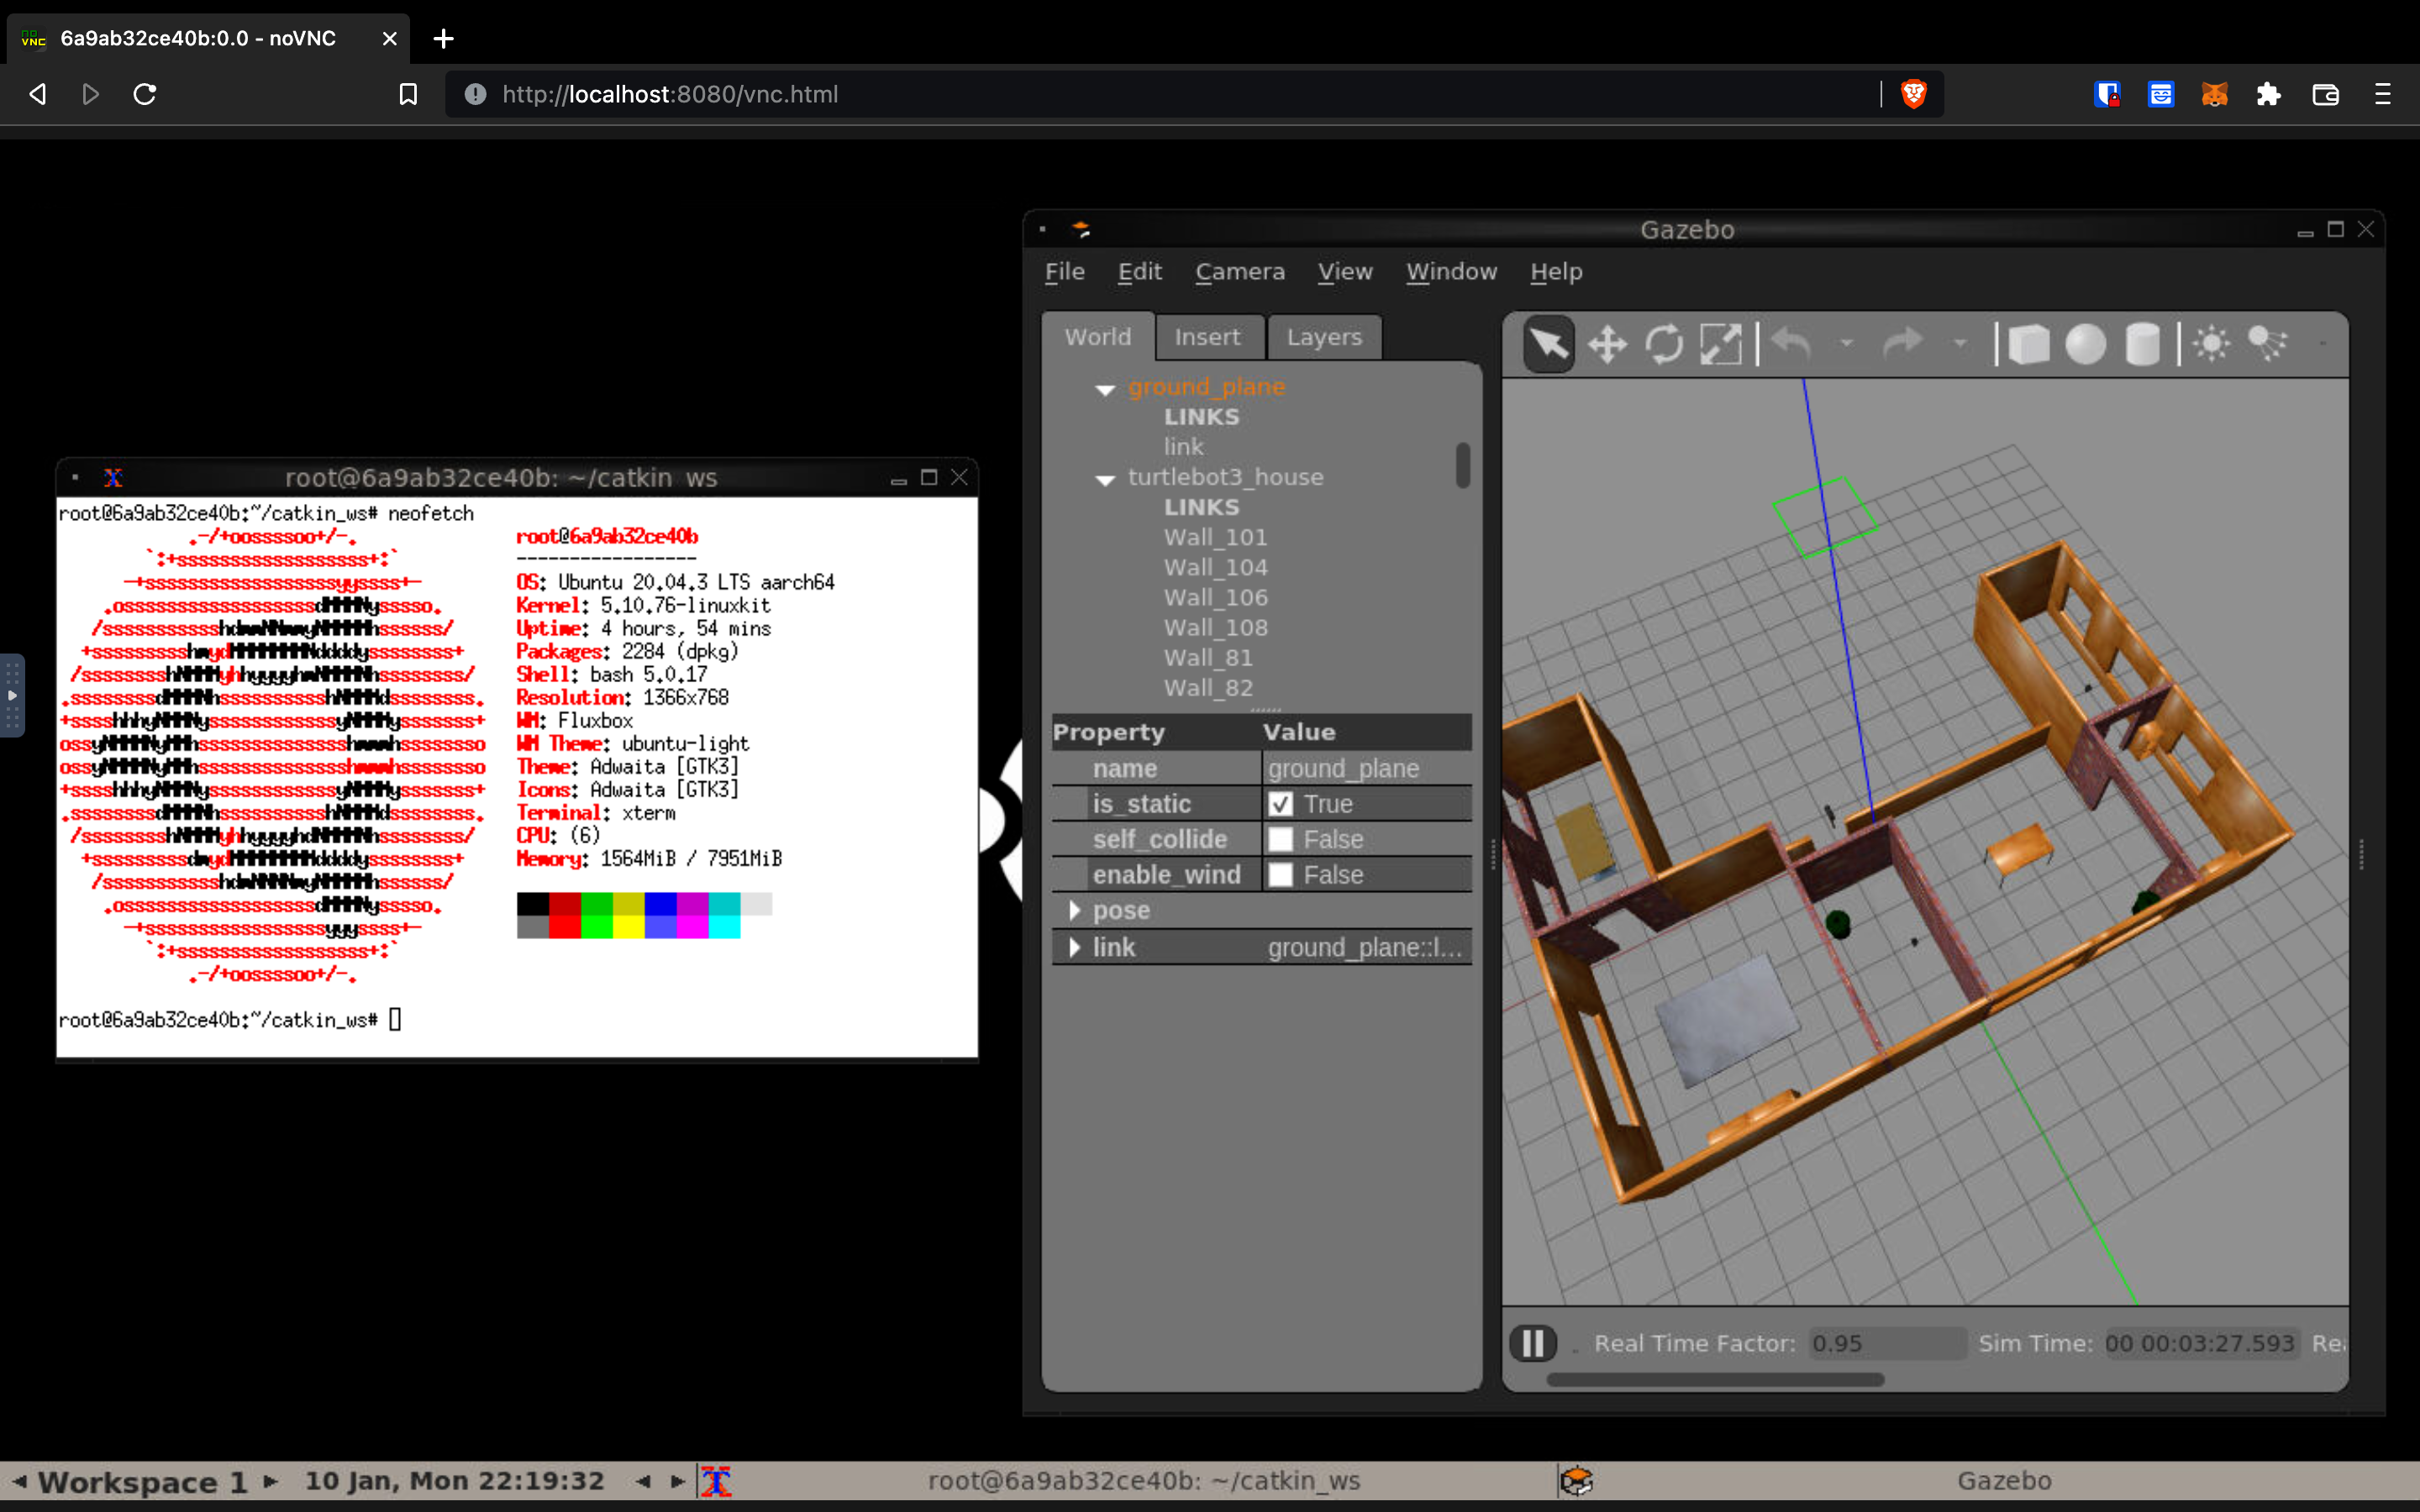 6a9ab32ce40b:0.0 - noVNC
http://localhost:8080/vnc.html
root@6a9ab32ce40b: ~/catkin_ws
root@6a9ab32ce40b:~/catkin_ws# neofetch
root@6a9ab32ce40b
-----------------
OS: Ubuntu 20.04.3 LTS aarch64
Kernel: 5.10.76-linuxkit
Uptime: 4 hours, 54 mins
Packages: 2284 (dpkg)
Shell: bash 5.0.17
Resolution: 1366x768
WM: Fluxbox
WM Theme: ubuntu-light
Theme: Adwaita [GTK3]
Icons: Adwaita [GTK3]
Terminal: xterm
CPU: (6)
Memory: 1564MiB / 7951MiB
root@6a9ab32ce40b:~/catkin_ws#
Gazebo
File Edit Camera View Window Help
World Insert Layers
ground_plane
LINKS
link
turtlebot3_house
LINKS
Wall_101
Wall_104
Wall_106
Wall_108
Wall_81
Wall_82
Property Value
name ground_plane
is_static True
self_collide False
enable_wind False
pose
link ground_plane::l...
Real Time Factor: 0.95 Sim Time: 00 00:03:27.593
Workspace 1 10 Jan, Mon 22:19:32 root@6a9ab32ce40b: ~/catkin_ws Gazebo